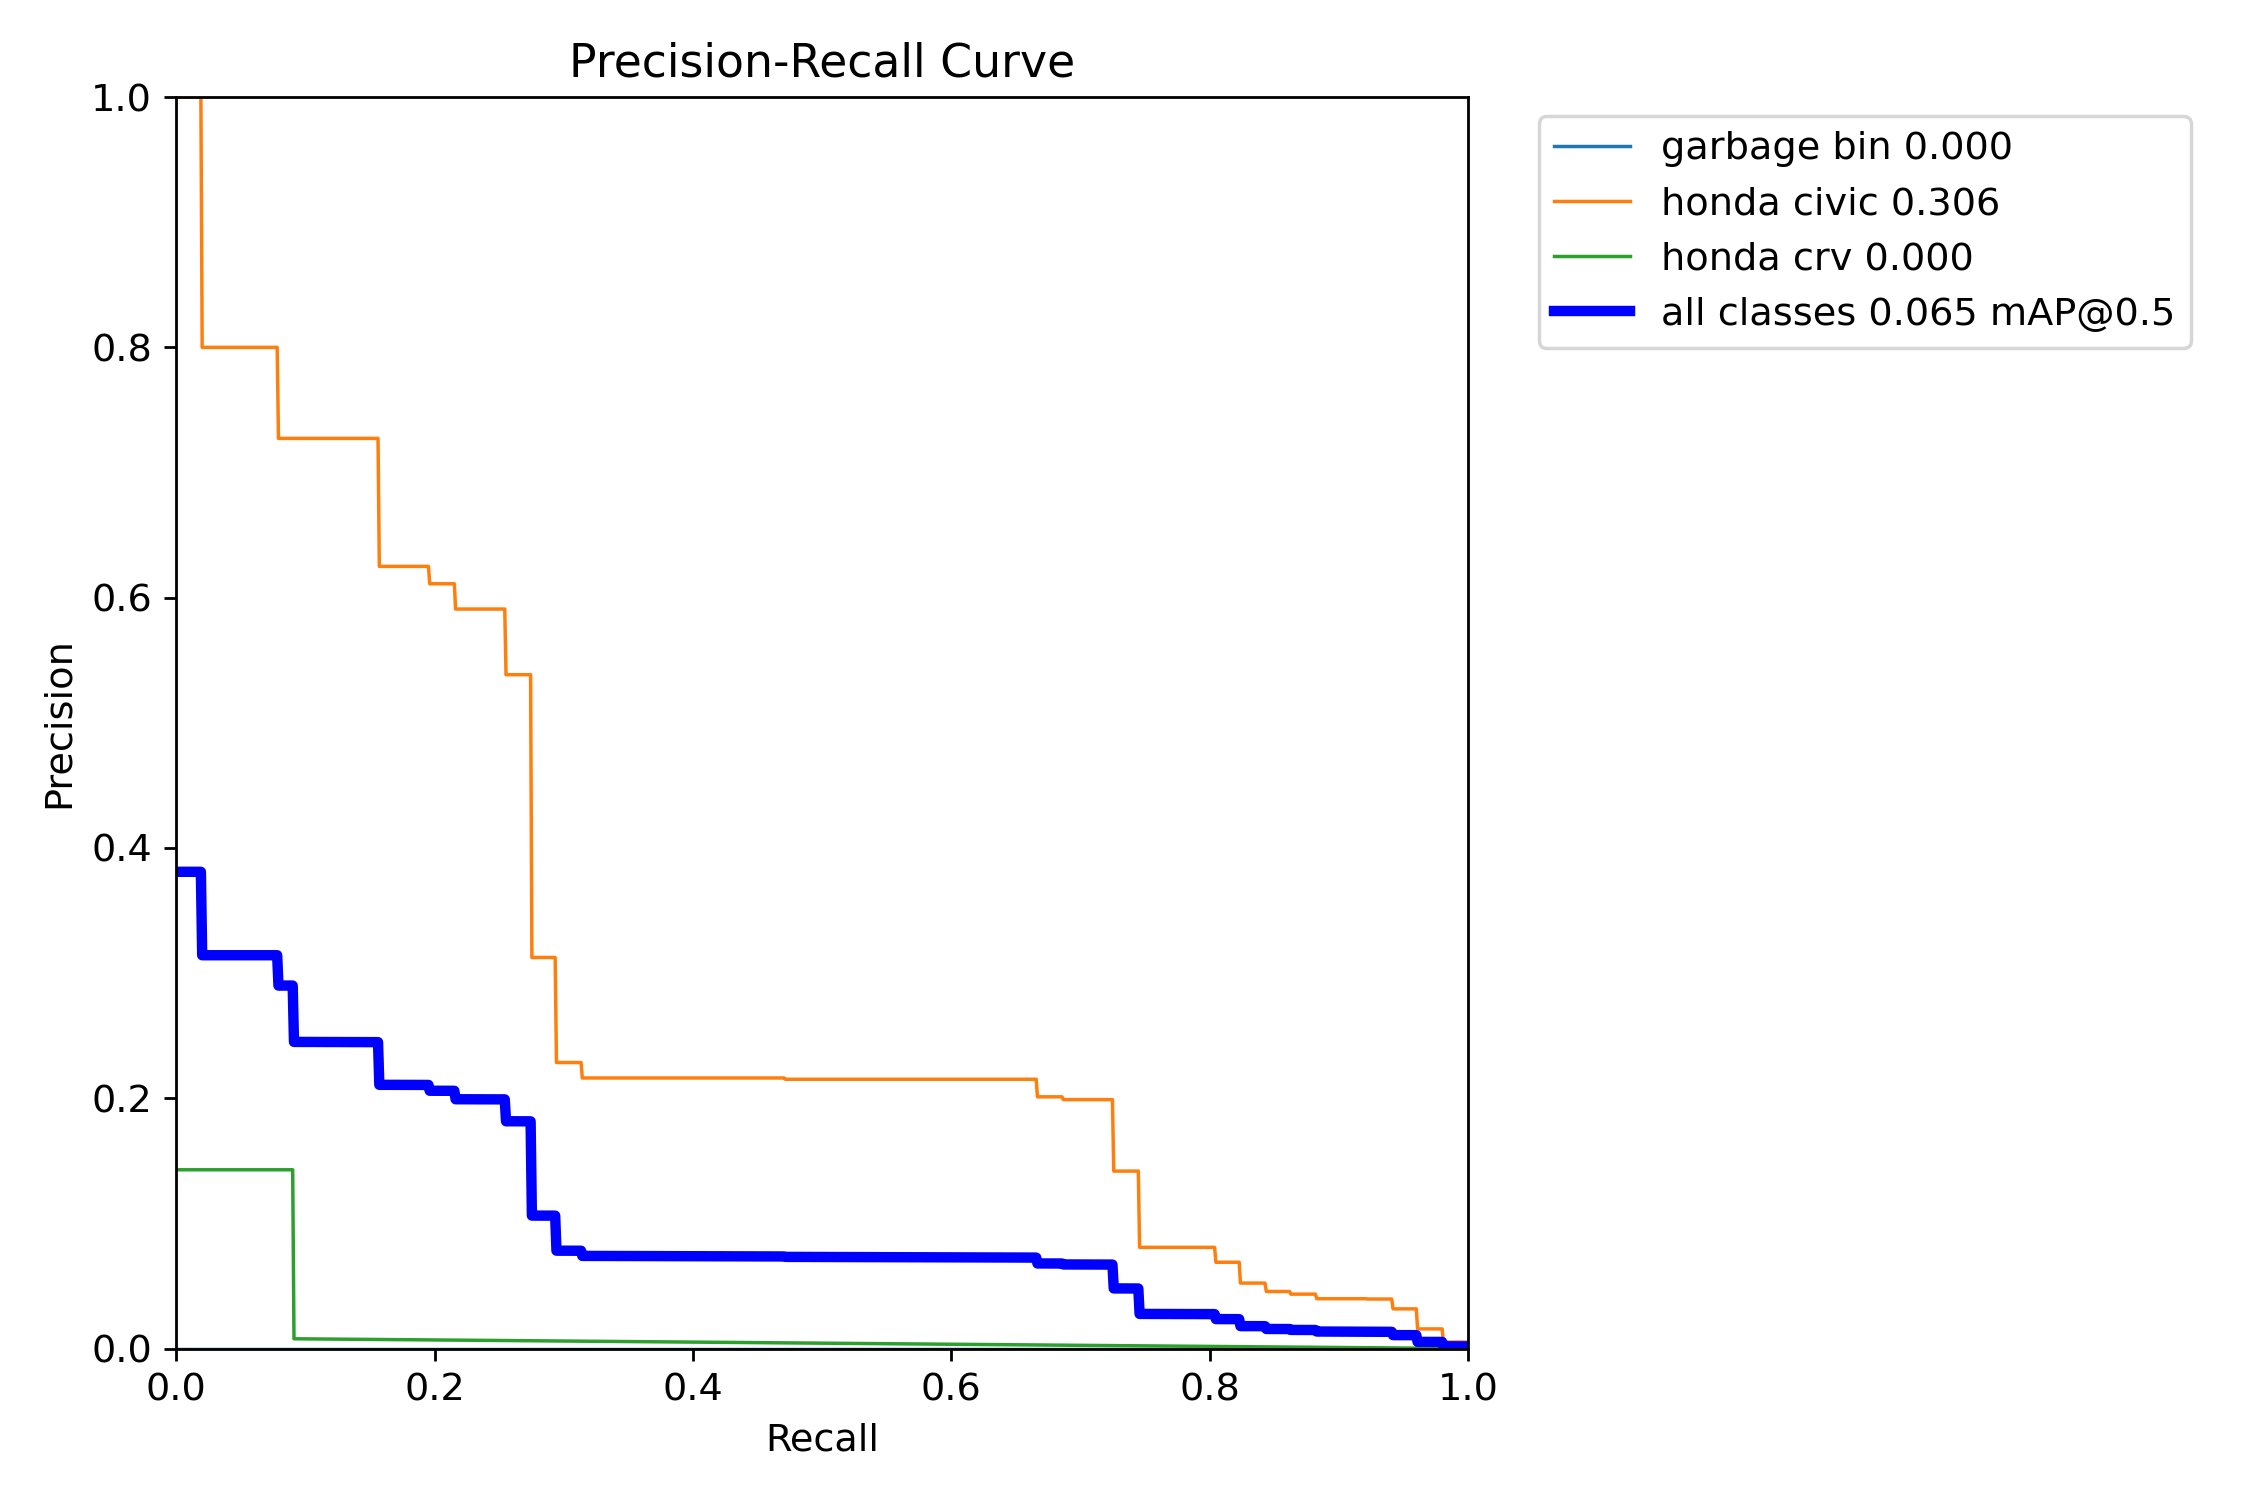 Precision-Recall Curve
1.0
0.8
0.6
0.4
0.2
0.0
Precision
0.0 0.2 0.4 0.6 0.8 1.0
Recall
garbage bin 0.000
honda civic 0.306
honda crv 0.000
all classes 0.065 mAP@0.5